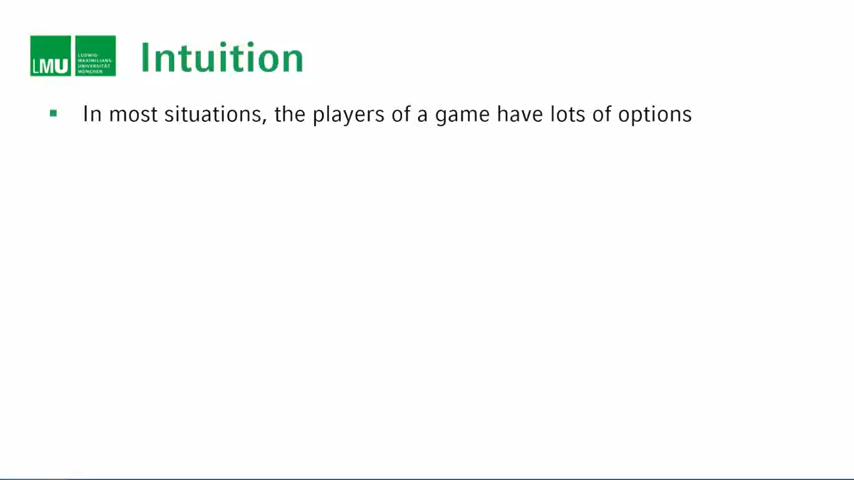 LMU
LUDWIG-
MAXIMILIANS-
UNIVERSITÄT
MÜNCHEN
Intuition
In most situations, the players of a game have lots of options